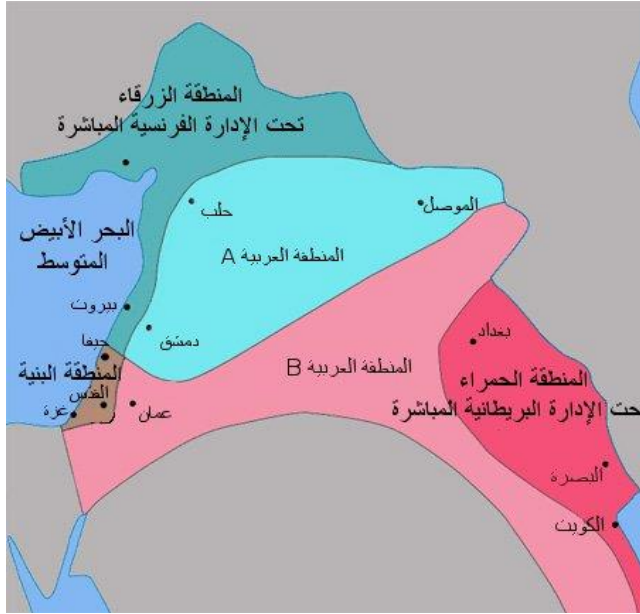 المنطقة الزرقاء
تحت الإدارة الفرنسية المباشرة
حلب
الموصل
البحر الأبيض
المتوسط
المنطقة العربية A
بيروت
دمشق
حيفا
بغداد
المنطقة العربية B
المنطقة البنية
القدس
غزة
عمان
المنطقة الحمراء
حت الإدارة البريطانية المباشرة
البصرة
الكويت